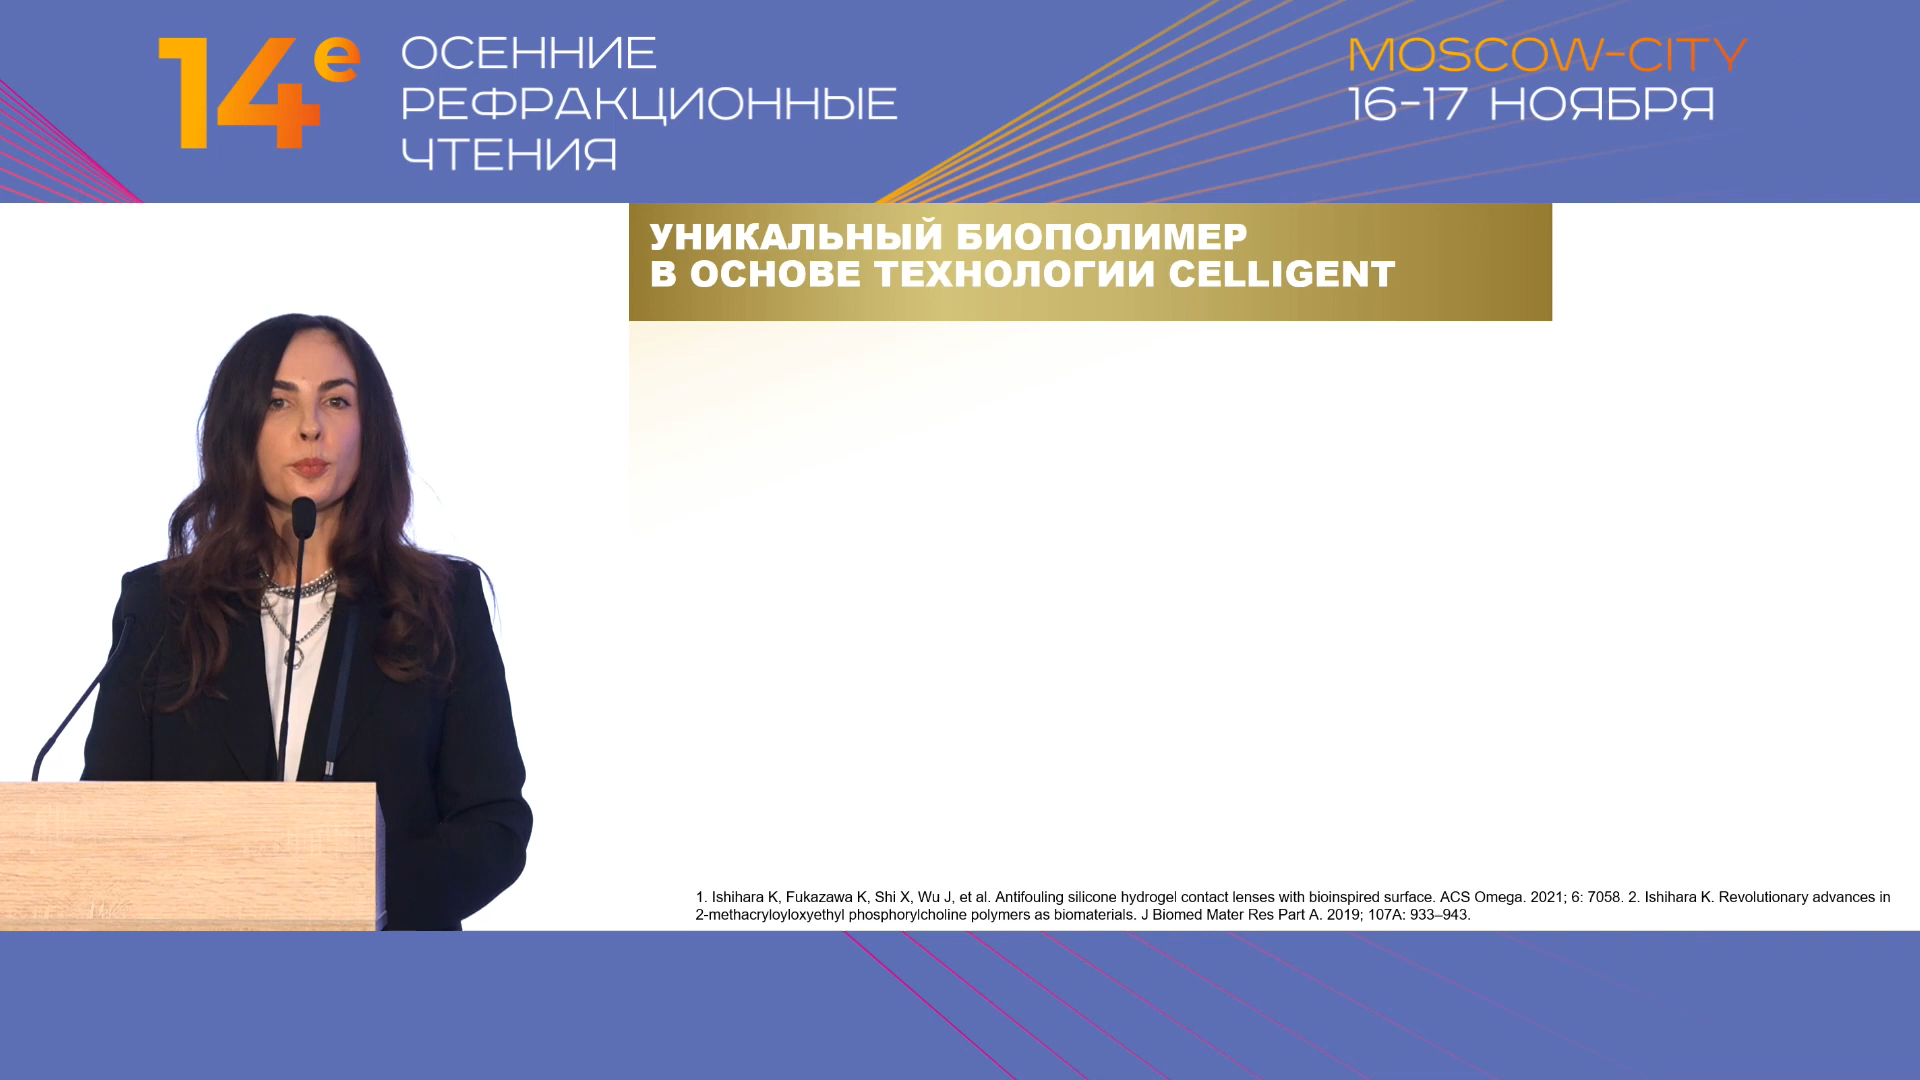 14е
ОСЕННИЕ
РЕФРАКЦИОННЫЕ
ЧТЕНИЯ
MOSCOW-CITY
16-17 НОЯБРЯ
УНИКАЛЬНЫЙ БИОПОЛИМЕР
В ОСНОВЕ ТЕХНОЛОГИИ CELLIGENT
1. Ishihara K, Fukazawa K, Shi X, Wu J, et al. Antifouling silicone hydrogel contact lenses with bioinspired surface. ACS Omega. 2021; 6: 7058. 2. Ishihara K. Revolutionary advances in
2-methacryloyloxyethyl phosphorylcholine polymers as biomaterials. J Biomed Mater Res Part A. 2019; 107A: 933–943.